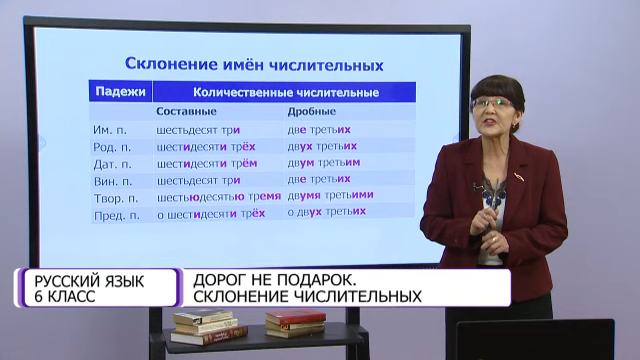 Склонение имён числительных
Падежи Количественные числительные
Составные Дробные
Им. п. шестьдесят три две третьих
Род. п. шестидесяти трёх двух третьих
Дат. п. шестидесяти трём двум третьим
Вин. п. шестьдесят три две третьих
Твор. п. шестьюдесятью тремя двумя третьими
Пред. п. о шестидесяти трёх о двух третьих
РУССКИЙ ЯЗЫК
6 КЛАСС
ДОРОГ НЕ ПОДАРОК.
СКЛОНЕНИЕ ЧИСЛИТЕЛЬНЫХ